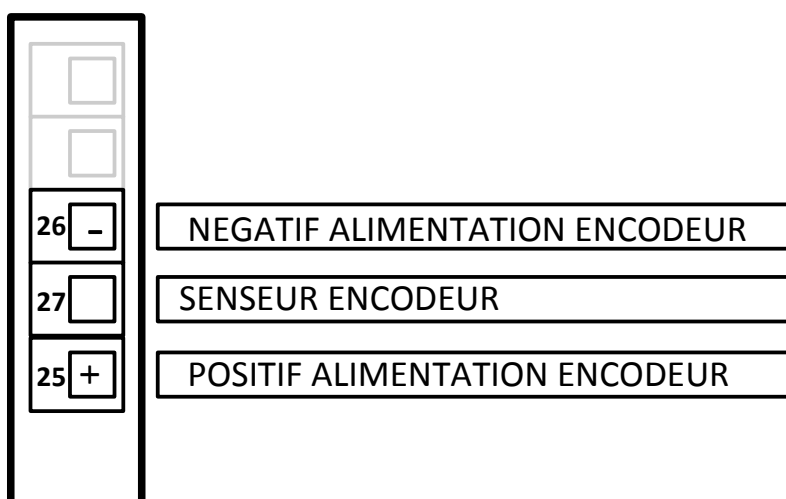 26 - NEGATIF ALIMENTATION ENCODEUR
27 SENSEUR ENCODEUR
25 + POSITIF ALIMENTATION ENCODEUR